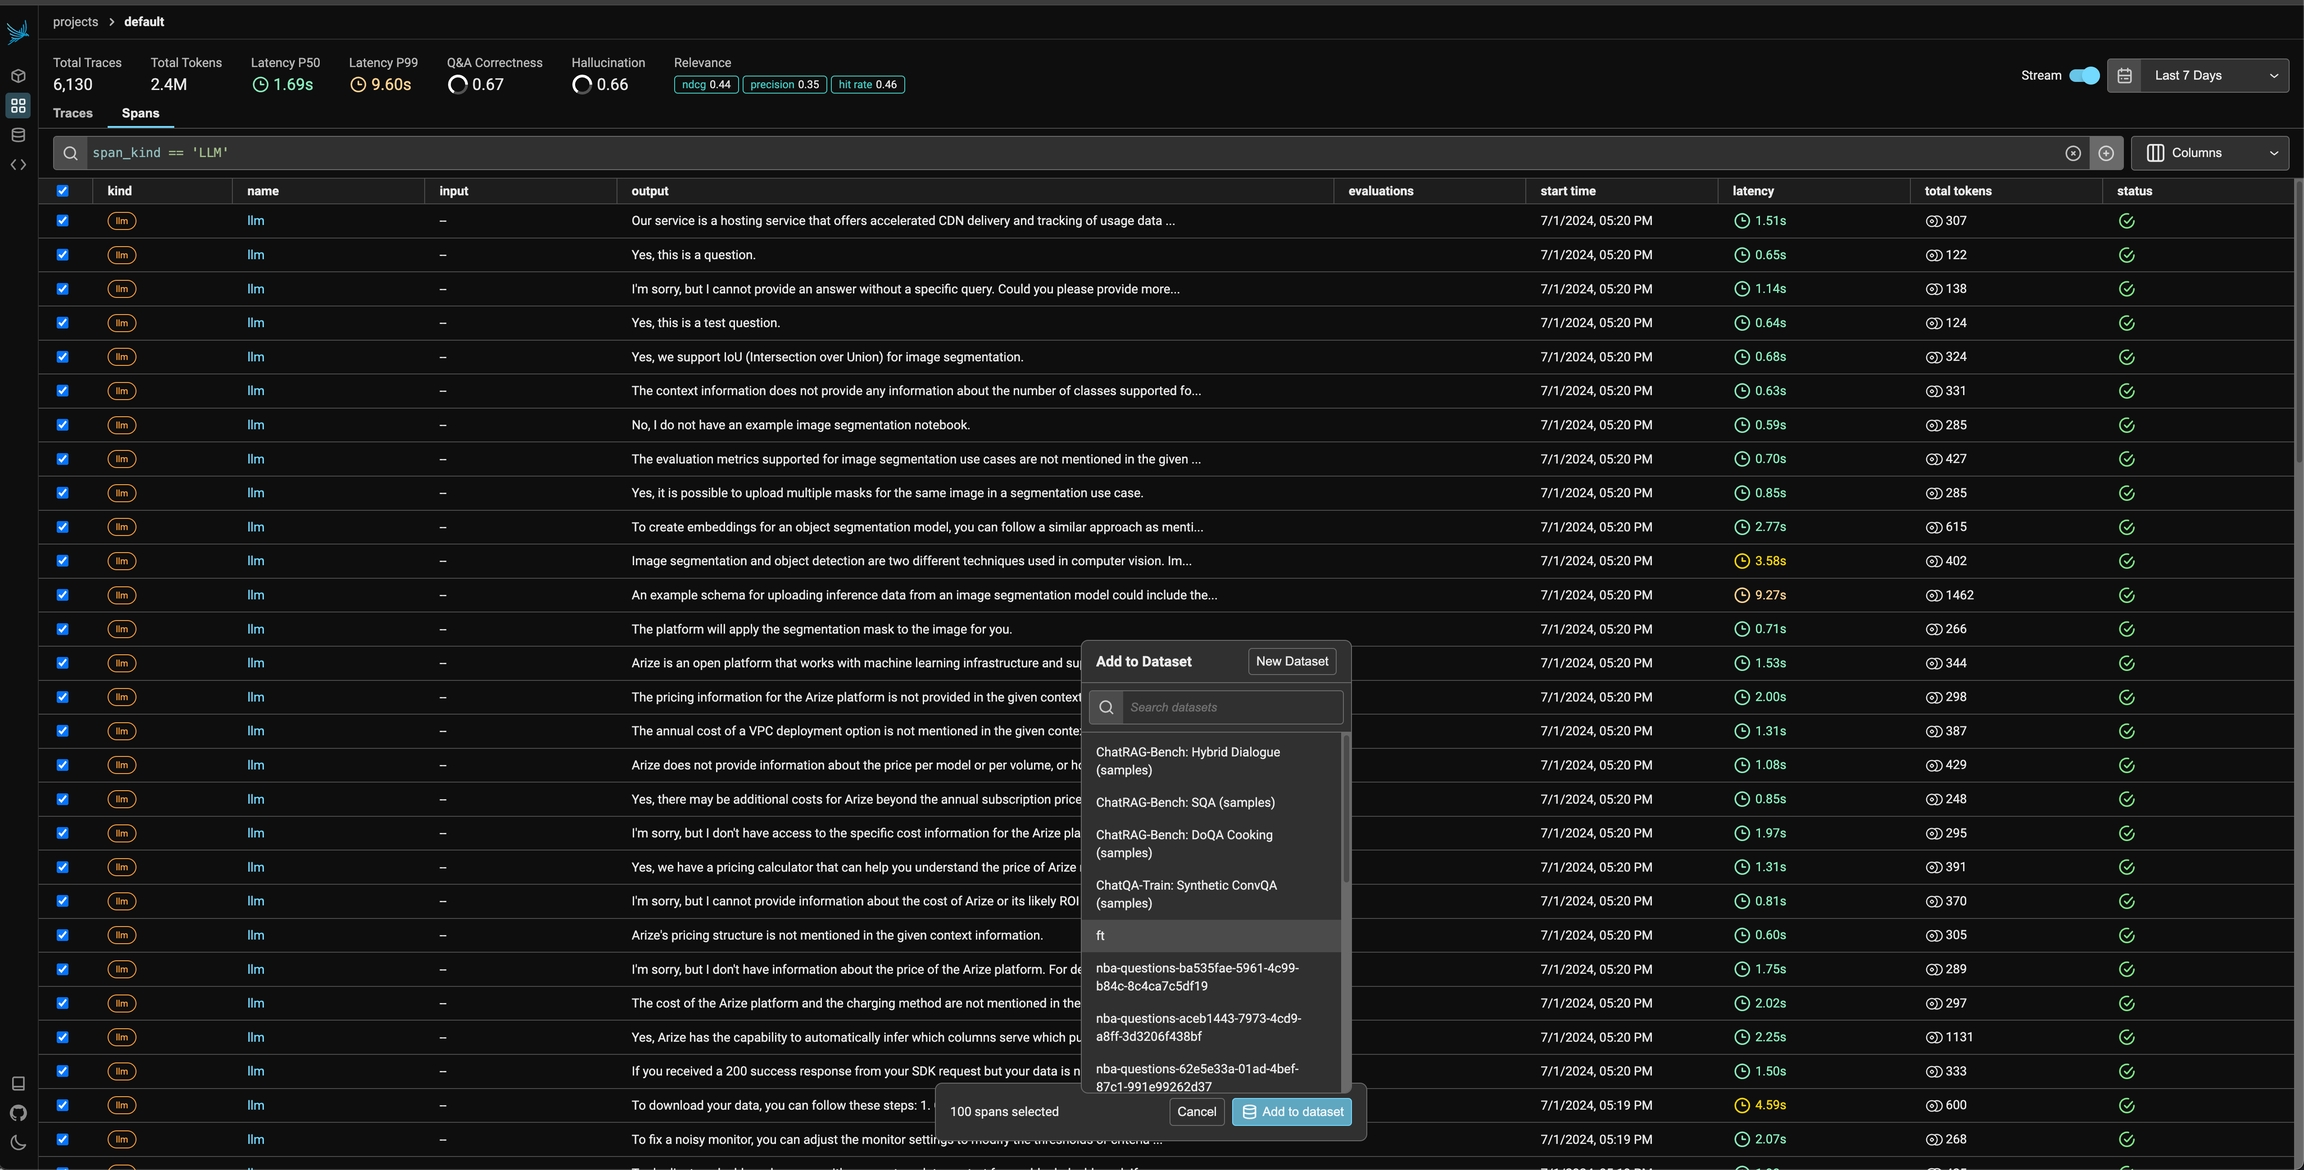 projects > default
Total Traces Total Tokens Latency P50 Latency P99 Q&A Correctness Hallucination Relevance
6,130 2.4M 1.69s 9.60s 0.67 0.66 ndcg 0.44 precision 0.35 hit rate 0.46
Stream Last 7 Days
Traces Spans
span_kind == 'LLM'
Columns
kind name input output evaluations start time latency total tokens status
llm llm -- Our service is a hosting service that offers accelerated CDN delivery and tracking of usage data ... 7/1/2024, 05:20 PM 1.51s 307
llm llm -- Yes, this is a question. 7/1/2024, 05:20 PM 0.65s 122
llm llm -- I'm sorry, but I cannot provide an answer without a specific query. Could you please provide more... 7/1/2024, 05:20 PM 1.14s 138
llm llm -- Yes, this is a test question. 7/1/2024, 05:20 PM 0.64s 124
llm llm -- Yes, we support IoU (Intersection over Union) for image segmentation. 7/1/2024, 05:20 PM 0.68s 324
llm llm -- The context information does not provide any information about the number of classes supported fo... 7/1/2024, 05:20 PM 0.63s 331
llm llm -- No, I do not have an example image segmentation notebook. 7/1/2024, 05:20 PM 0.59s 285
llm llm -- The evaluation metrics supported for image segmentation use cases are not mentioned in the given ... 7/1/2024, 05:20 PM 0.70s 427
llm llm -- Yes, it is possible to upload multiple masks for the same image in a segmentation use case. 7/1/2024, 05:20 PM 0.85s 285
llm llm -- To create embeddings for an object segmentation model, you can follow a similar approach as menti... 7/1/2024, 05:20 PM 2.77s 615
llm llm -- Image segmentation and object detection are two different techniques used in computer vision. Im... 7/1/2024, 05:20 PM 3.58s 402
llm llm -- An example schema for uploading inference data from an image segmentation model could include the... 7/1/2024, 05:20 PM 9.27s 1462
llm llm -- The platform will apply the segmentation mask to the image for you. 7/1/2024, 05:20 PM 0.71s 266
llm llm -- Arize is an open platform that works with machine learning infrastructure and su 7/1/2024, 05:20 PM 1.53s 344
llm llm -- The pricing information for the Arize platform is not provided in the given context 7/1/2024, 05:20 PM 2.00s 298
llm llm -- The annual cost of a VPC deployment option is not mentioned in the given conte 7/1/2024, 05:20 PM 1.31s 387
llm llm -- Arize does not provide information about the price per model or per volume, or ho 7/1/2024, 05:20 PM 1.08s 429
llm llm -- Yes, there may be additional costs for Arize beyond the annual subscription price 7/1/2024, 05:20 PM 0.85s 248
llm llm -- I'm sorry, but I don't have access to the specific cost information for the Arize pla 7/1/2024, 05:20 PM 1.97s 295
llm llm -- Yes, we have a pricing calculator that can help you understand the price of Arize 7/1/2024, 05:20 PM 1.31s 391
llm llm -- I'm sorry, but I cannot provide information about the cost of Arize or its likely ROI 7/1/2024, 05:20 PM 0.81s 370
llm llm -- Arize's pricing structure is not mentioned in the given context information. 7/1/2024, 05:20 PM 0.60s 305
llm llm -- I'm sorry, but I don't have information about the price of the Arize platform. For de 7/1/2024, 05:20 PM 1.75s 289
llm llm -- The cost of the Arize platform and the charging method are not mentioned in the 7/1/2024, 05:20 PM 2.02s 297
llm llm -- Yes, Arize has the capability to automatically infer which columns serve which pu 7/1/2024, 05:20 PM 2.25s 1131
llm llm -- If you received a 200 success response from your SDK request but your data is n 7/1/2024, 05:20 PM 1.50s 333
llm llm -- To download your data, you can follow these steps: 1. 7/1/2024, 05:19 PM 4.59s 600
llm llm -- To fix a noisy monitor, you can adjust the monitor settings 7/1/2024, 05:19 PM 2.07s 268
Add to Dataset New Dataset
Search datasets
ChatRAG-Bench: Hybrid Dialogue
(samples)
ChatRAG-Bench: SQA (samples)
ChatRAG-Bench: DoQA Cooking
(samples)
ChatQA-Train: Synthetic ConvQA
(samples)
ft
nba-questions-ba535fae-5961-4c99-
b84c-8c4ca7c5df19
nba-questions-aceb1443-7973-4cd9-
a8ff-3d3206f438bf
nba-questions-62e5e33a-01ad-4bef-
87c1-991e99262d37
100 spans selected Cancel Add to dataset